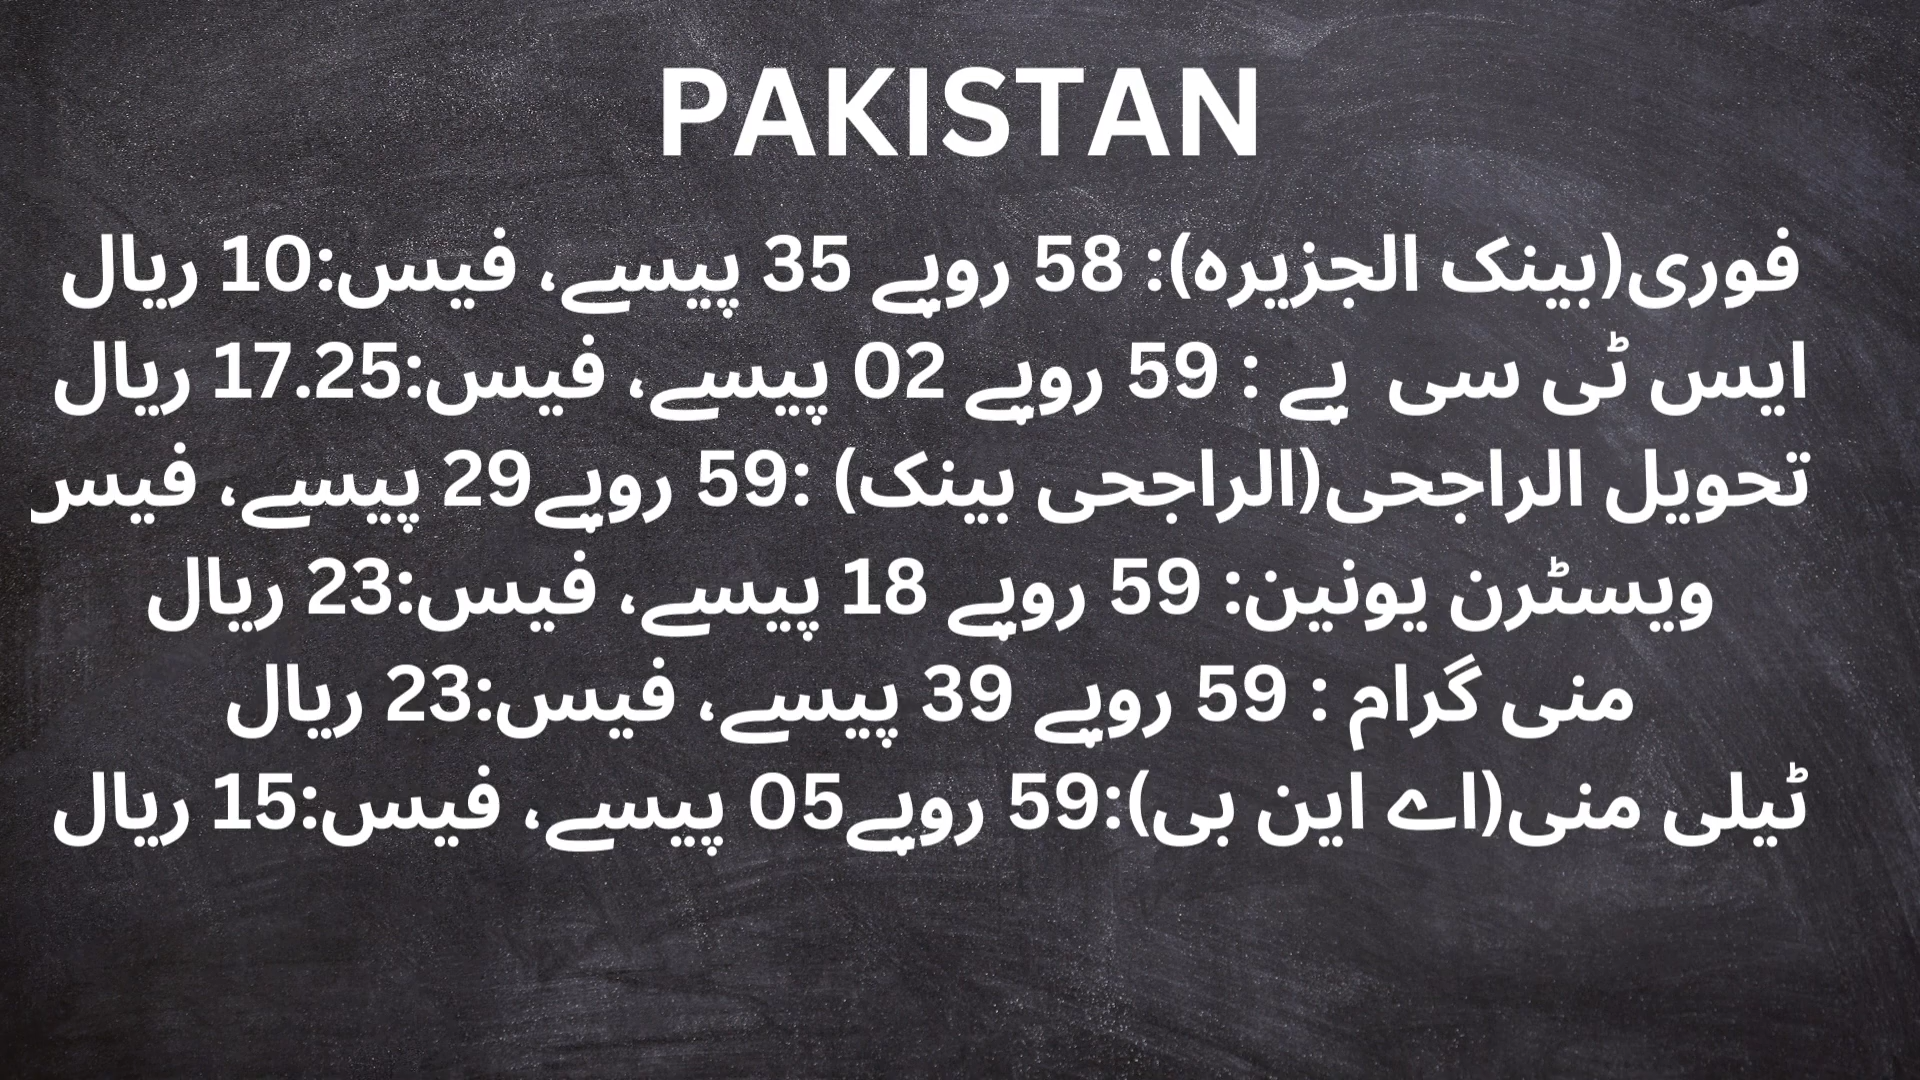 PAKISTAN
فوری(بینک الجزیرہ): 58 روپے 35 پیسے، فیس:10 ریال
ایس ٹی سی  پے : 59 روپے 02 پیسے، فیس:17.25 ریال
تحویل الراجحی(الراجحی بینک) :59 روپے29 پیسے، فیس
ویسٹرن یونین: 59 روپے 18 پیسے، فیس:23 ریال
منی گرام : 59 روپے 39 پیسے، فیس:23 ریال
ٹیلی منی(اے این بی):59 روپے05 پیسے، فیس:15 ریال